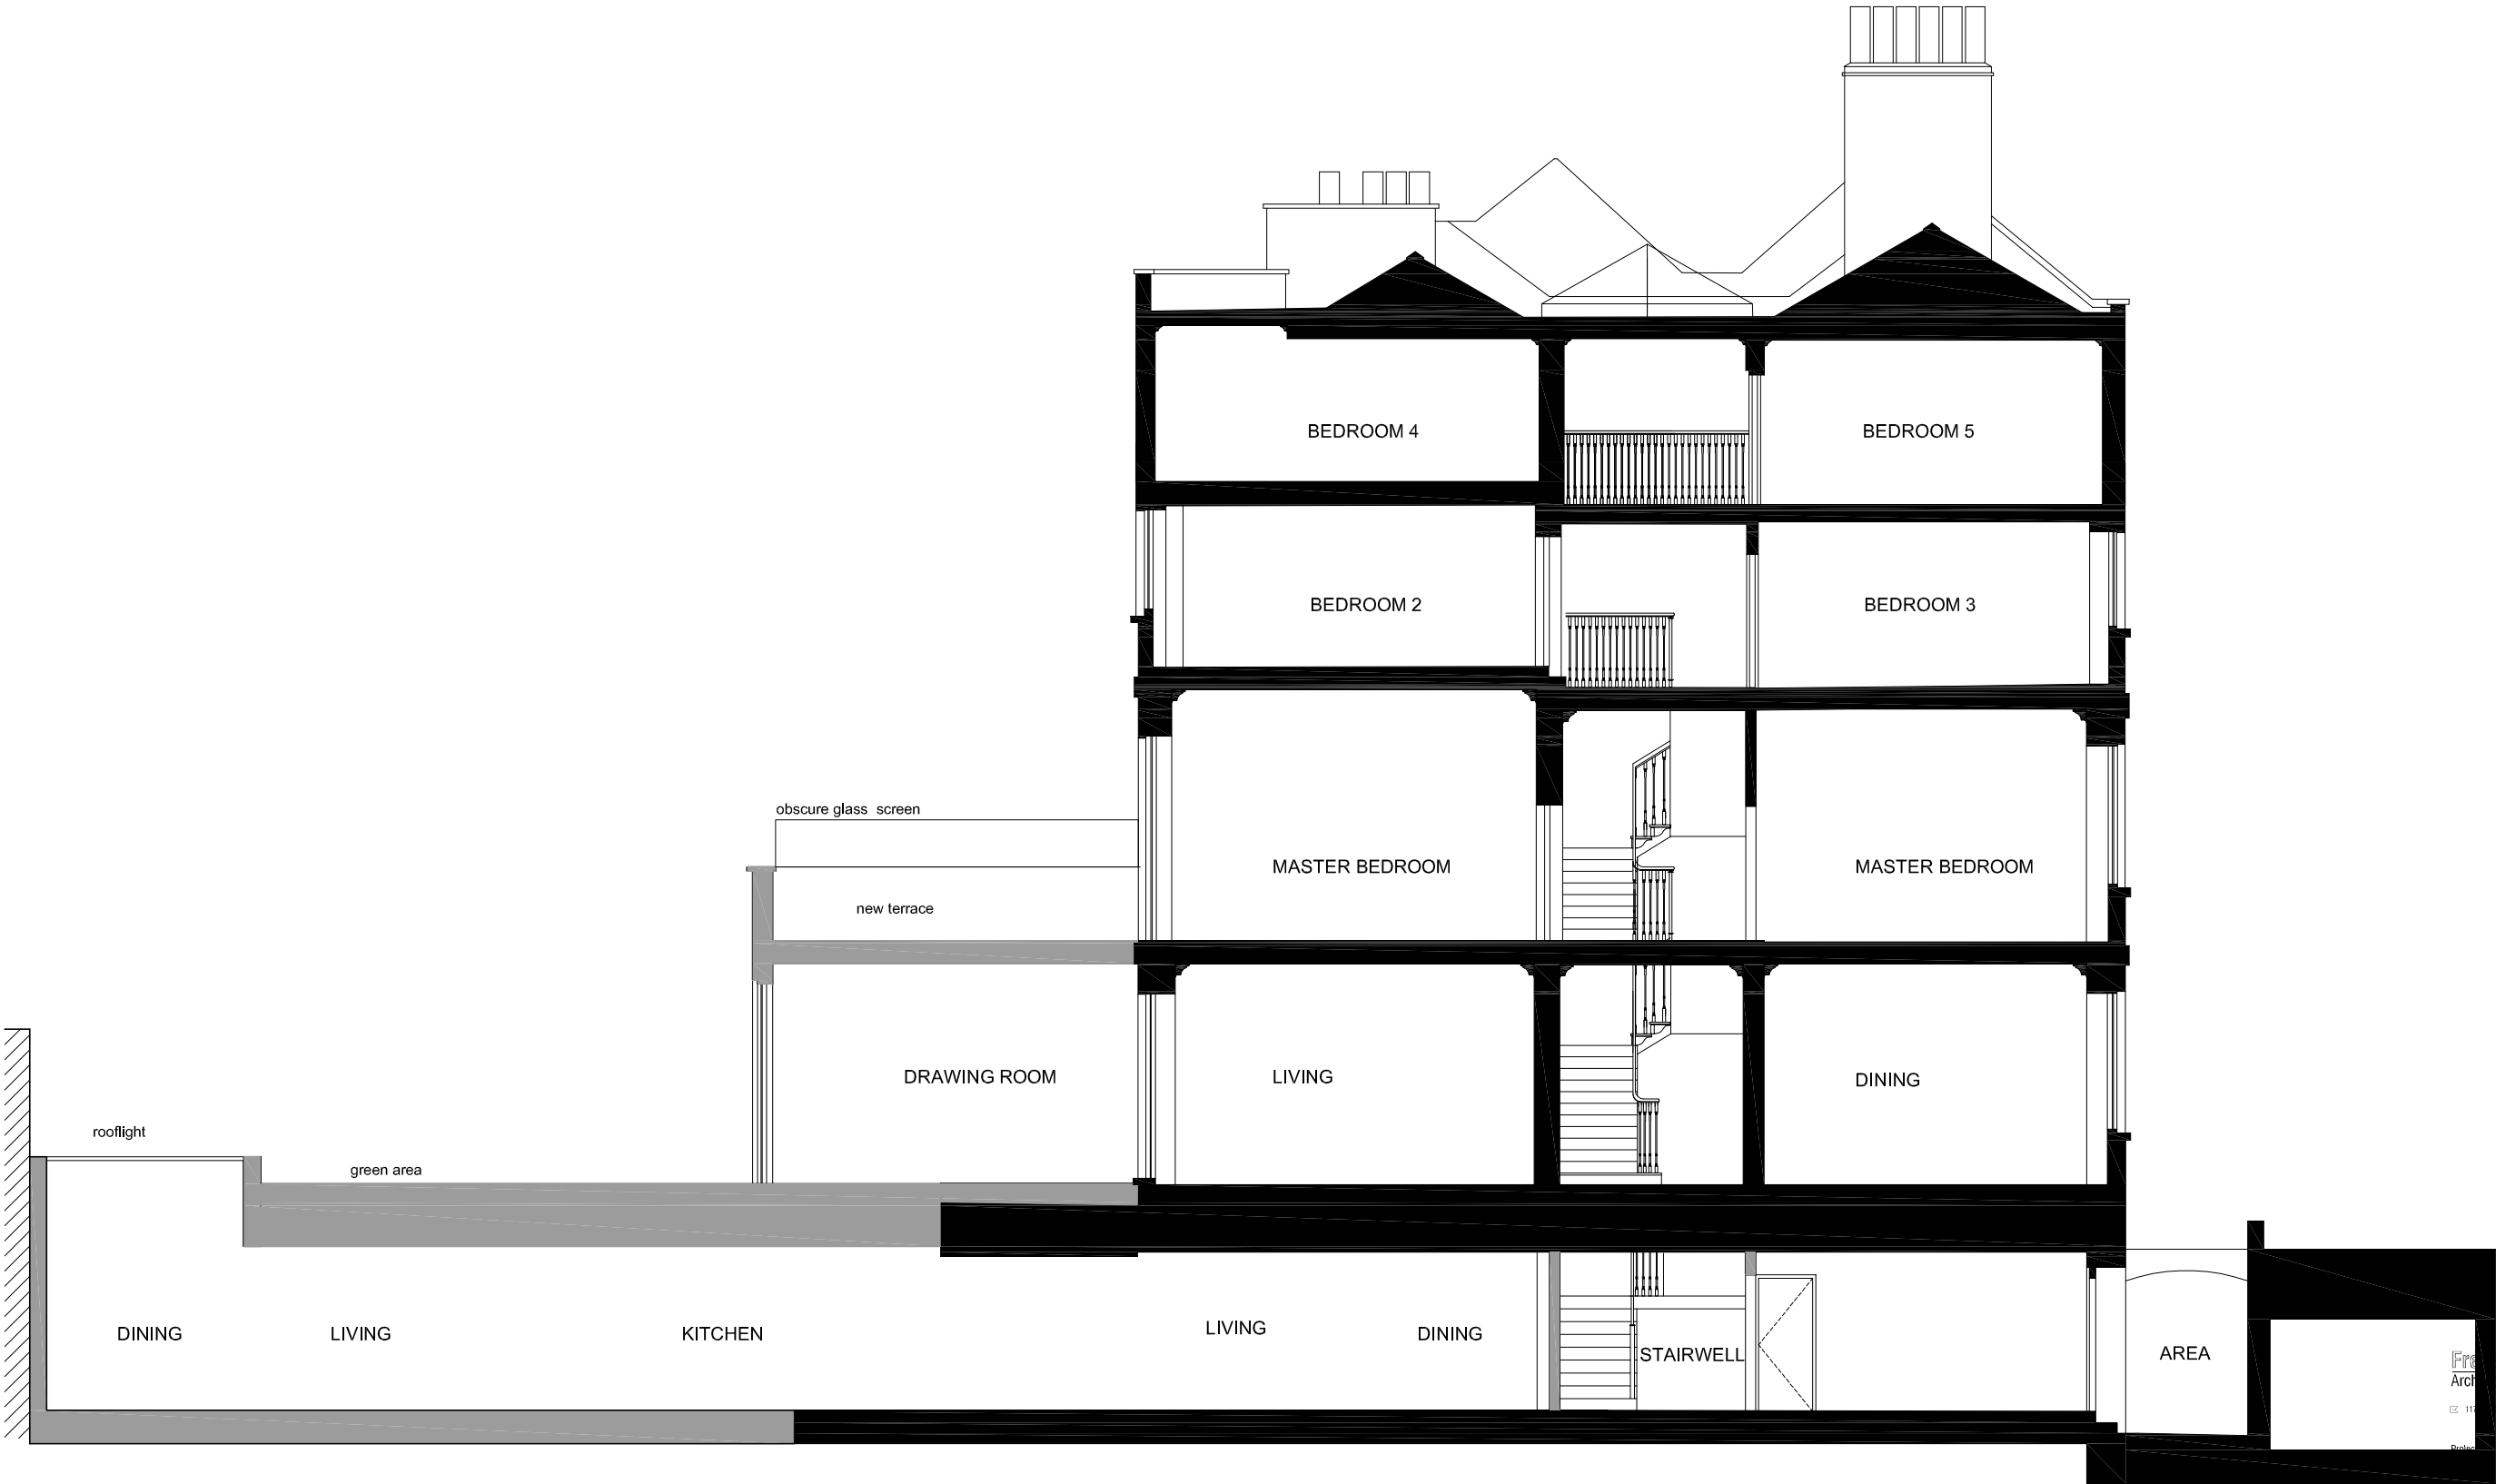 BEDROOM 4
BEDROOM 5
BEDROOM 2
BEDROOM 3
obscure glass screen
MASTER BEDROOM
MASTER BEDROOM
new terrace
DRAWING ROOM
LIVING
DINING
rooflight
green area
DINING
LIVING
KITCHEN
LIVING
DINING
STAIRWELL
AREA